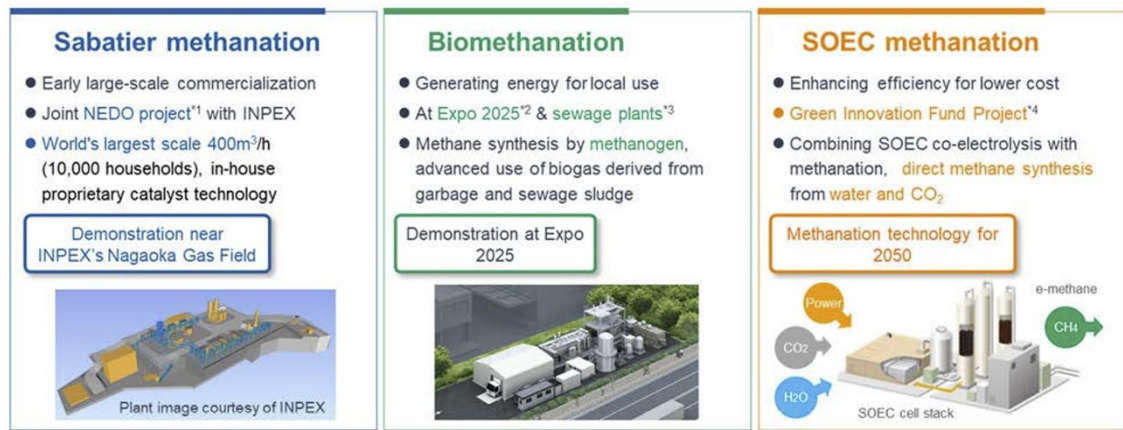 Sabatier methanation
● Early large-scale commercialization
● Joint NEDO project*1 with INPEX
● World's largest scale 400m3/h
(10,000 households), in-house
proprietary catalyst technology
Demonstration near
INPEX's Nagaoka Gas Field
Plant image courtesy of INPEX
Biomethanation
● Generating energy for local use
● At Expo 2025*2 & sewage plants*3
● Methane synthesis by methanogen,
advanced use of biogas derived from
garbage and sewage sludge
Demonstration at Expo
2025
SOEC methanation
● Enhancing efficiency for lower cost
● Green Innovation Fund Project*4
● Combining SOEC co-electrolysis with
methanation, direct methane synthesis
from water and CO2
Methanation technology for
2050
Power
e-methane
CO2
CH4
H2O
SOEC cell stack